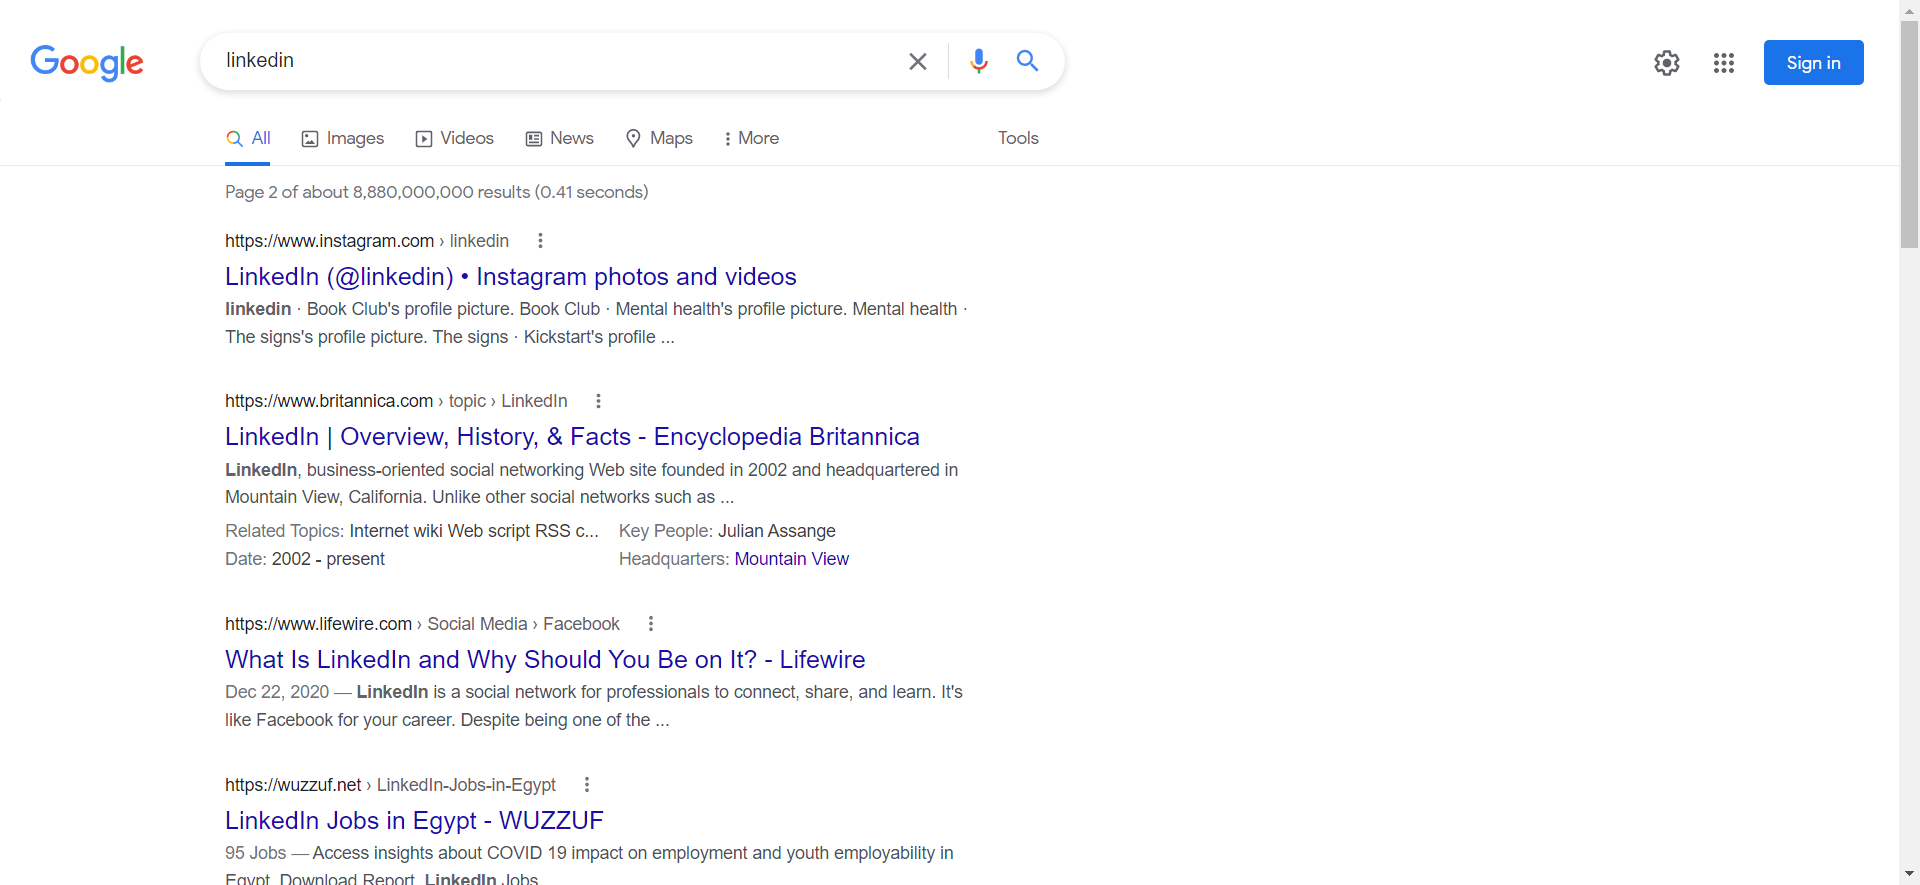 Google
linkedin
Sign in
All Images Videos News Maps More Tools
Page 2 of about 8,880,000,000 results (0.41 seconds)
https://www.instagram.com › linkedin
LinkedIn (@linkedin) • Instagram photos and videos
linkedin · Book Club's profile picture. Book Club · Mental health's profile picture. Mental health ·
The signs's profile picture. The signs · Kickstart's profile ...
https://www.britannica.com › topic › LinkedIn
LinkedIn | Overview, History, & Facts - Encyclopedia Britannica
LinkedIn, business-oriented social networking Web site founded in 2002 and headquartered in
Mountain View, California. Unlike other social networks such as ...
Related Topics: Internet wiki Web script RSS c... Key People: Julian Assange
Date: 2002 - present Headquarters: Mountain View
https://www.lifewire.com › Social Media › Facebook
What Is LinkedIn and Why Should You Be on It? - Lifewire
Dec 22, 2020 — LinkedIn is a social network for professionals to connect, share, and learn. It's
like Facebook for your career. Despite being one of the ...
https://wuzzuf.net › LinkedIn-Jobs-in-Egypt
LinkedIn Jobs in Egypt - WUZZUF
95 Jobs — Access insights about COVID 19 impact on employment and youth employability in
Egypt. Download Report. LinkedIn Jobs